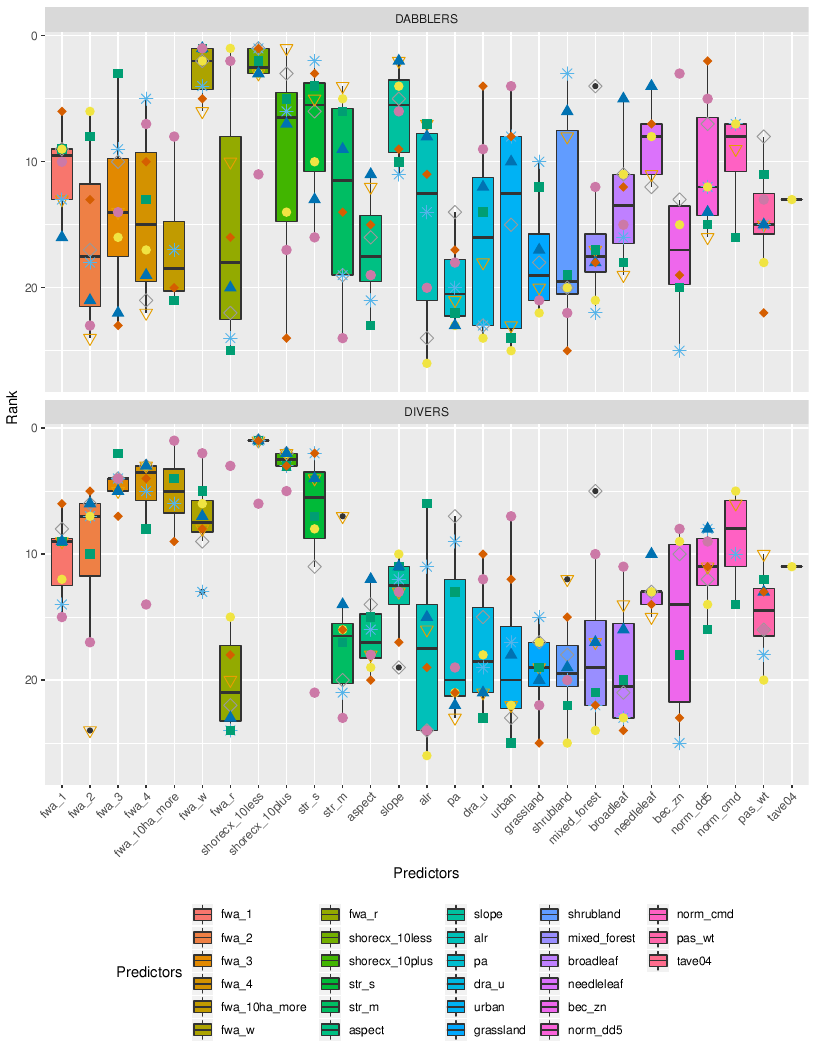 DABBLERS
0
10
20
DIVERS
0
10
20
Rank
fwa_1
fwa_2
fwa_3
fwa_4
fwa_10ha_more
fwa_w
fwa_r
shorecx_10less
shorecx_10plus
str_s
str_m
aspect
slope
alr
pa
dra_u
urban
grassland
shrubland
mixed_forest
broadleaf
needleleaf
bec_zn
norm_dd5
norm_cmd
pas_wt
tave04
Predictors
Predictors
fwa_1
fwa_2
fwa_3
fwa_4
fwa_10ha_more
fwa_w
fwa_r
shorecx_10less
shorecx_10plus
str_s
str_m
aspect
slope
alr
pa
dra_u
urban
grassland
shrubland
mixed_forest
broadleaf
needleleaf
bec_zn
norm_dd5
norm_cmd
pas_wt
tave04